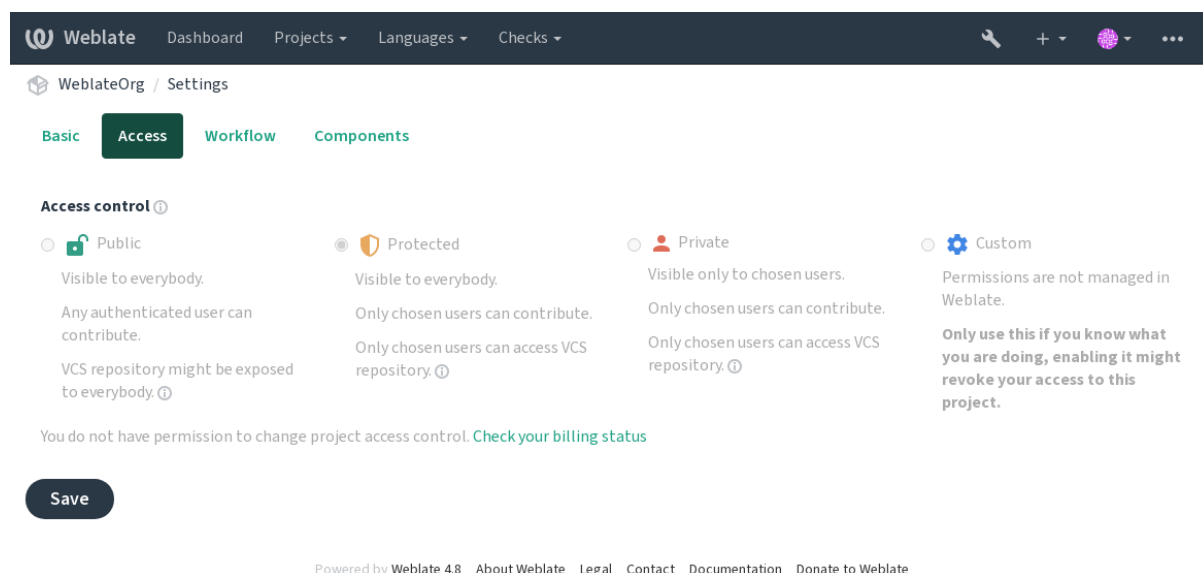 Weblate Dashboard Projects Languages Checks
WeblateOrg / Settings
Basic Access Workflow Components
Access control
Public
Visible to everybody.
Any authenticated user can
contribute.
VCS repository might be exposed
to everybody.
Protected
Visible to everybody.
Only chosen users can contribute.
Only chosen users can access VCS
repository.
Private
Visible only to chosen users.
Only chosen users can contribute.
Only chosen users can access VCS
repository.
Custom
Permissions are not managed in
Weblate.
Only use this if you know what
you are doing, enabling it might
revoke your access to this
project.
You do not have permission to change project access control. Check your billing status
Save
Powered by Weblate 4.8 About Weblate Legal Contact Documentation Donate to Weblate